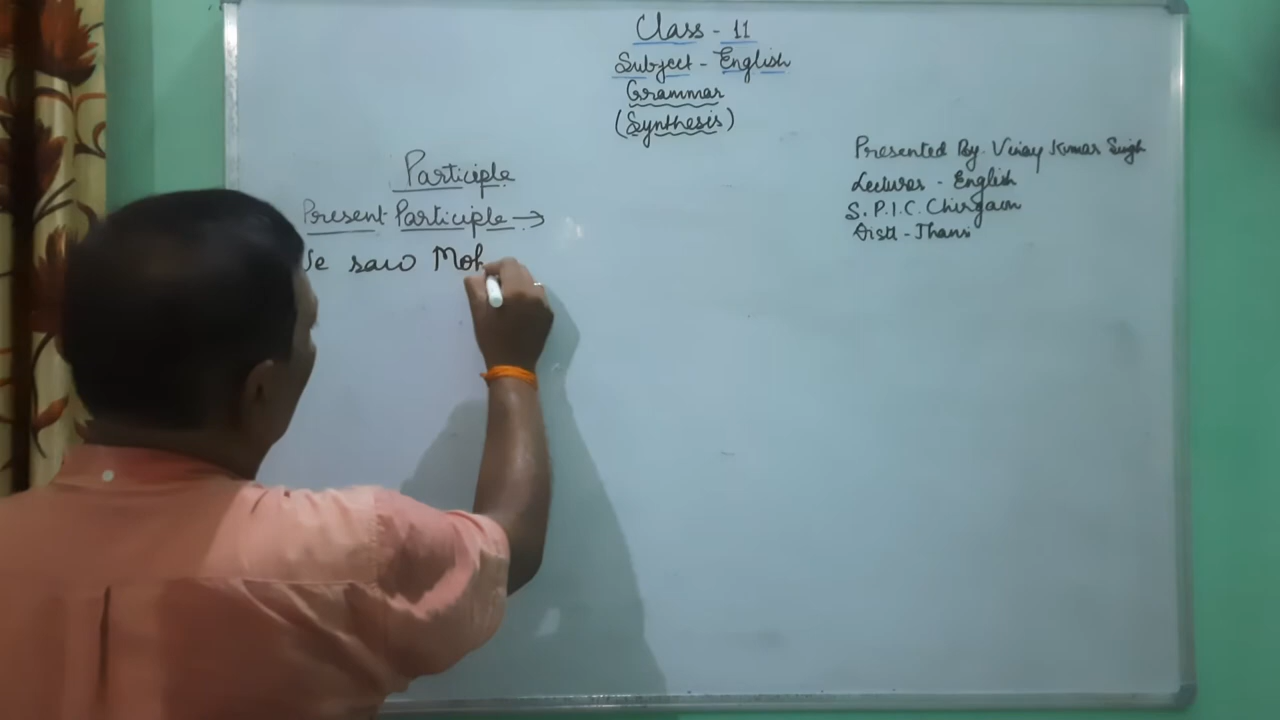 Class - 11
Subject - English
Grammar
(Synthesis)
Presented By. Vijay Kumar Singh
Lecturer - English
S.P.I.C. Chirgaon
Distt - Jhansi
Participle
Present Participle →
saw Moh